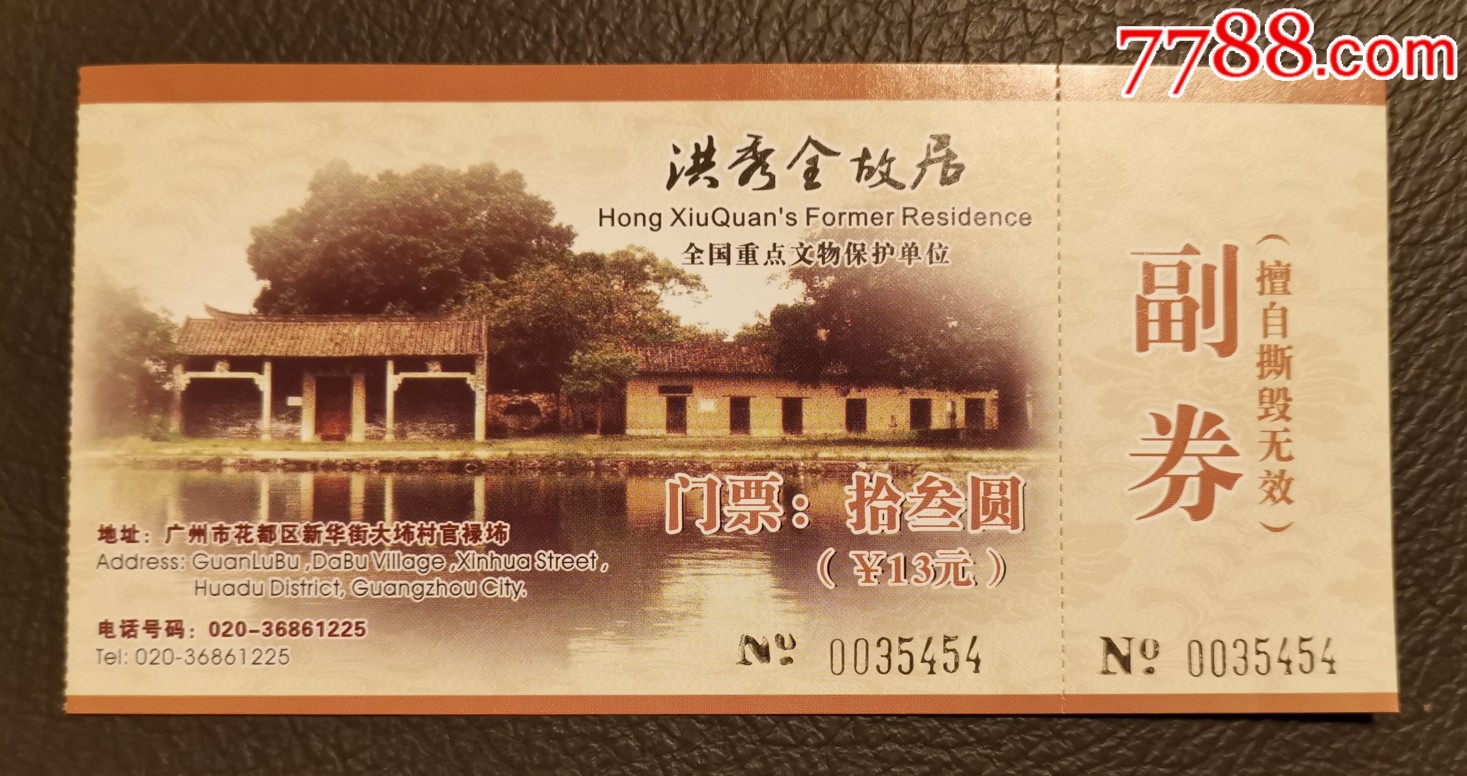 7788.com
洪秀全故居
Hong XiuQuan's Former Residence
全国重点文物保护单位
门票：拾叁圆
（¥13元）
地址：广州市花都区新华街大㘵村官禄㘵
Address: GuanLuBu ,DaBu Village ,Xinhua Street ,
Huadu District, Guangzhou City.
电话号码：020-36861225
Tel: 020-36861225
Nº 0035454
副券
（擅自撕毁无效）
Nº 0035454